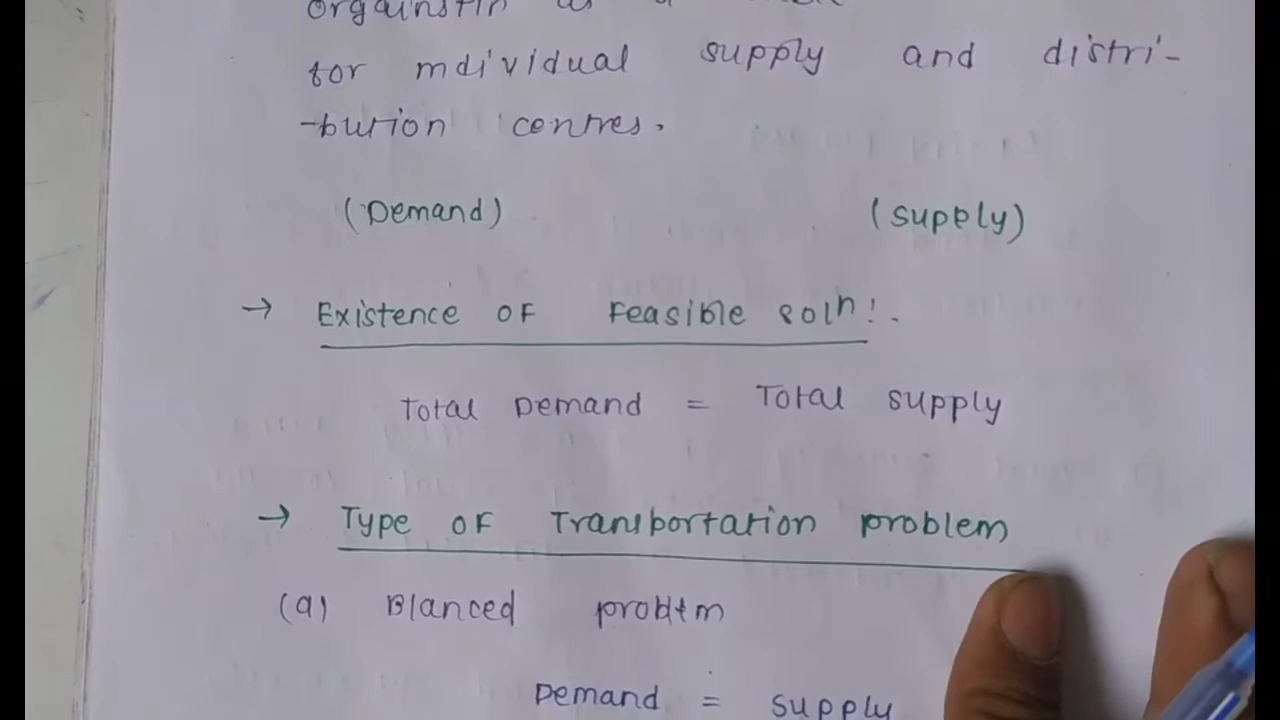 for individual supply and distri-
-bution centres.
(Demand) (supply)
→ Existence of Feasible solⁿ:-
Total Demand = Total supply
→ Type of Transportation problem
(a) Blanced problem
Demand = supply